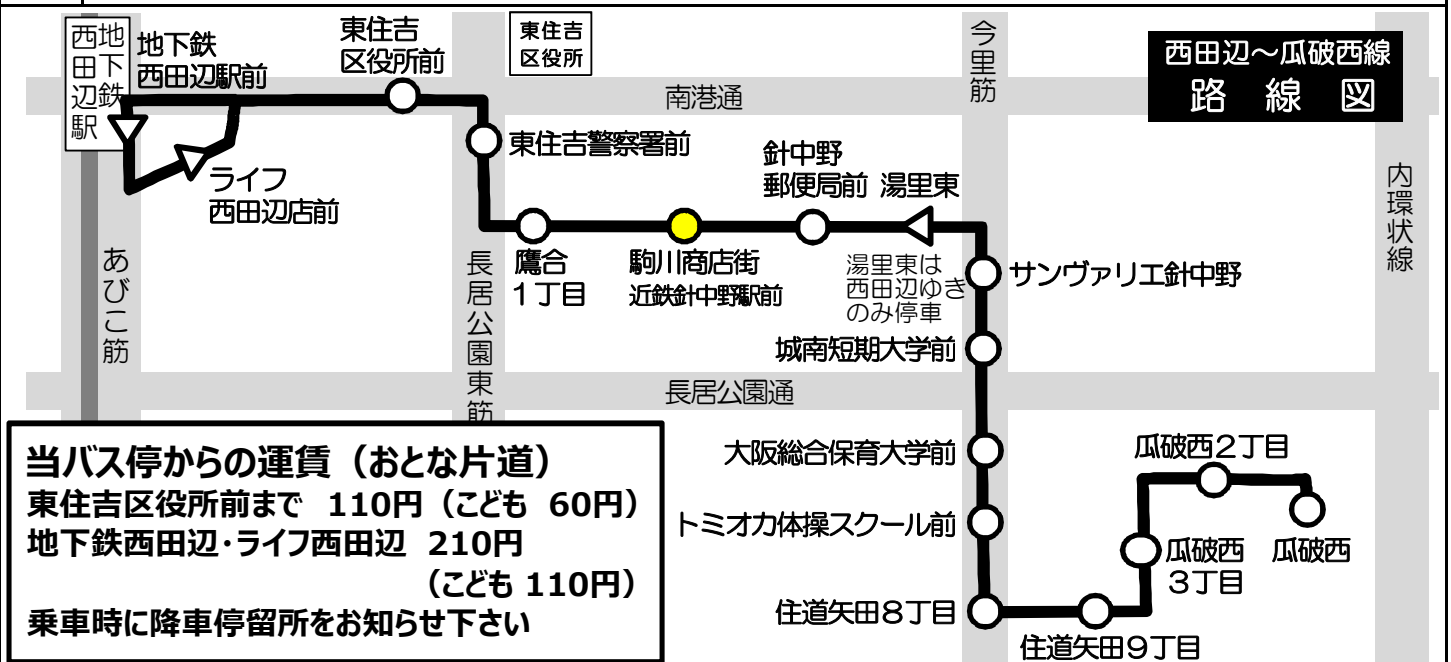 地下鉄
西田辺駅
地下鉄
西田辺駅前
東住吉
区役所前
東住吉
区役所
今里筋
西田辺~瓜破西線
路線図
南港通
東住吉警察署前
針中野
郵便局前
湯里東
ライフ
西田辺店前
内環状線
あびこ筋
長居公園東筋
鷹合
1丁目
駒川商店街
近鉄針中野駅前
湯里東は
西田辺ゆき
のみ停車
サンヴァリエ針中野
城南短期大学前
長居公園通
大阪総合保育大学前
トミオカ体操スクール前
住道矢田8丁目
住道矢田9丁目
瓜破西2丁目
瓜破西
3丁目
瓜破西
当バス停からの運賃(おとな片道)
東住吉区役所前まで 110円(こども 60円)
地下鉄西田辺・ライフ西田辺 210円
(こども 110円)
乗車時に降車停留所をお知らせ下さい